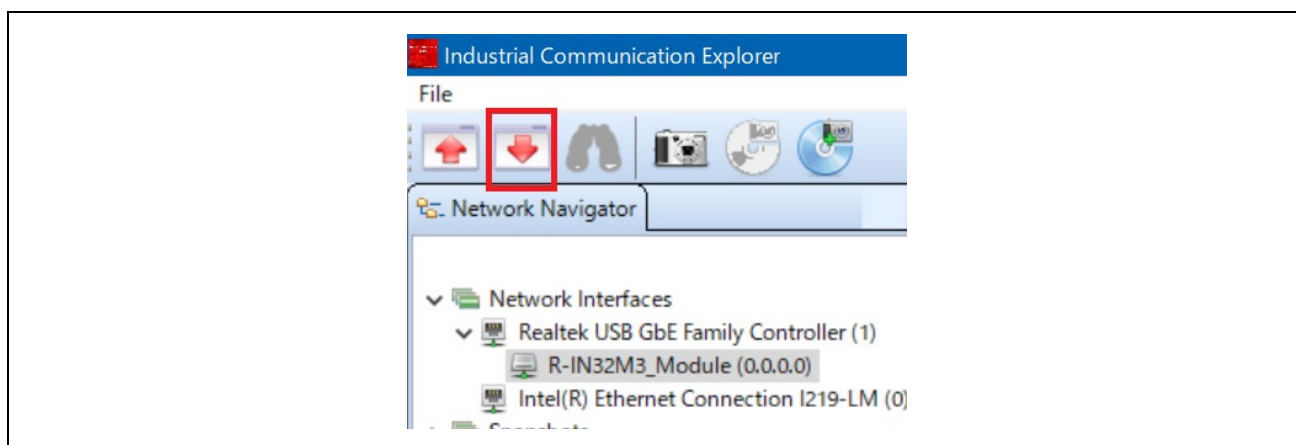 Industrial Communication Explorer
File
Network Navigator
Network Interfaces
Realtek USB GbE Family Controller (1)
R-IN32M3_Module (0.0.0.0)
Intel(R) Ethernet Connection I219-LM (0)
Snapshots